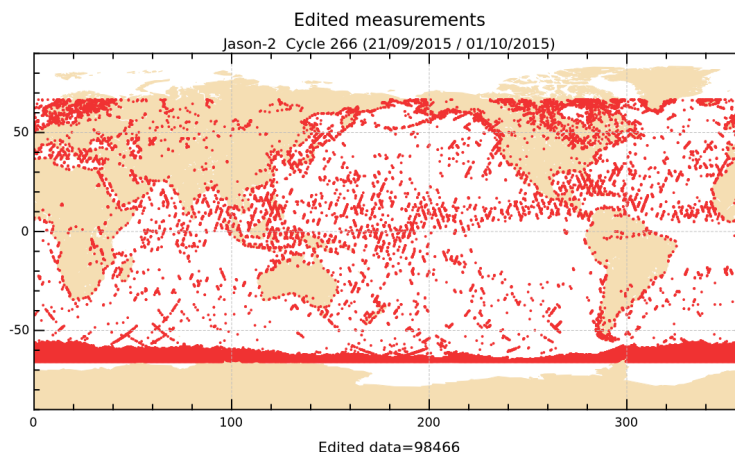 Edited measurements
Jason-2 Cycle 266 (21/09/2015 / 01/10/2015)
50
0
-50
0 100 200 300
Edited data=98466